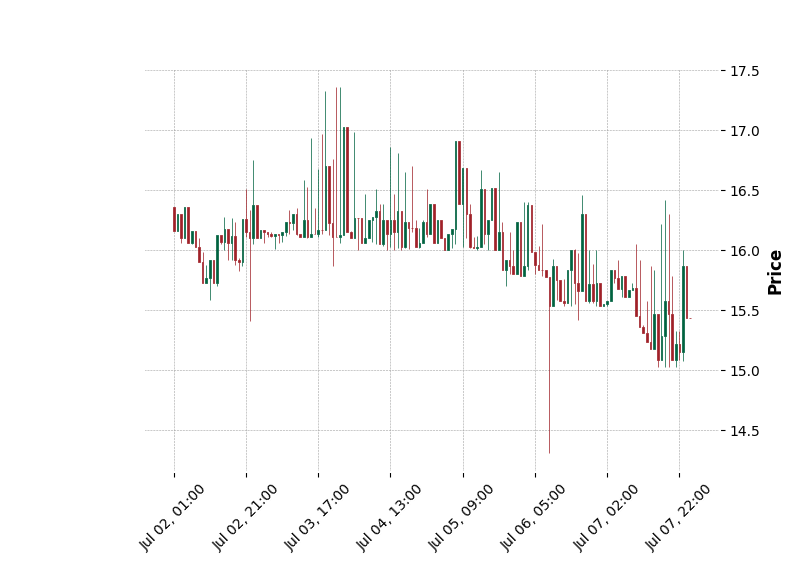 17.5
17.0
16.5
16.0
15.5
15.0
14.5
Price
Jul 02, 01:00
Jul 02, 21:00
Jul 03, 17:00
Jul 04, 13:00
Jul 05, 09:00
Jul 06, 05:00
Jul 07, 02:00
Jul 07, 22:00